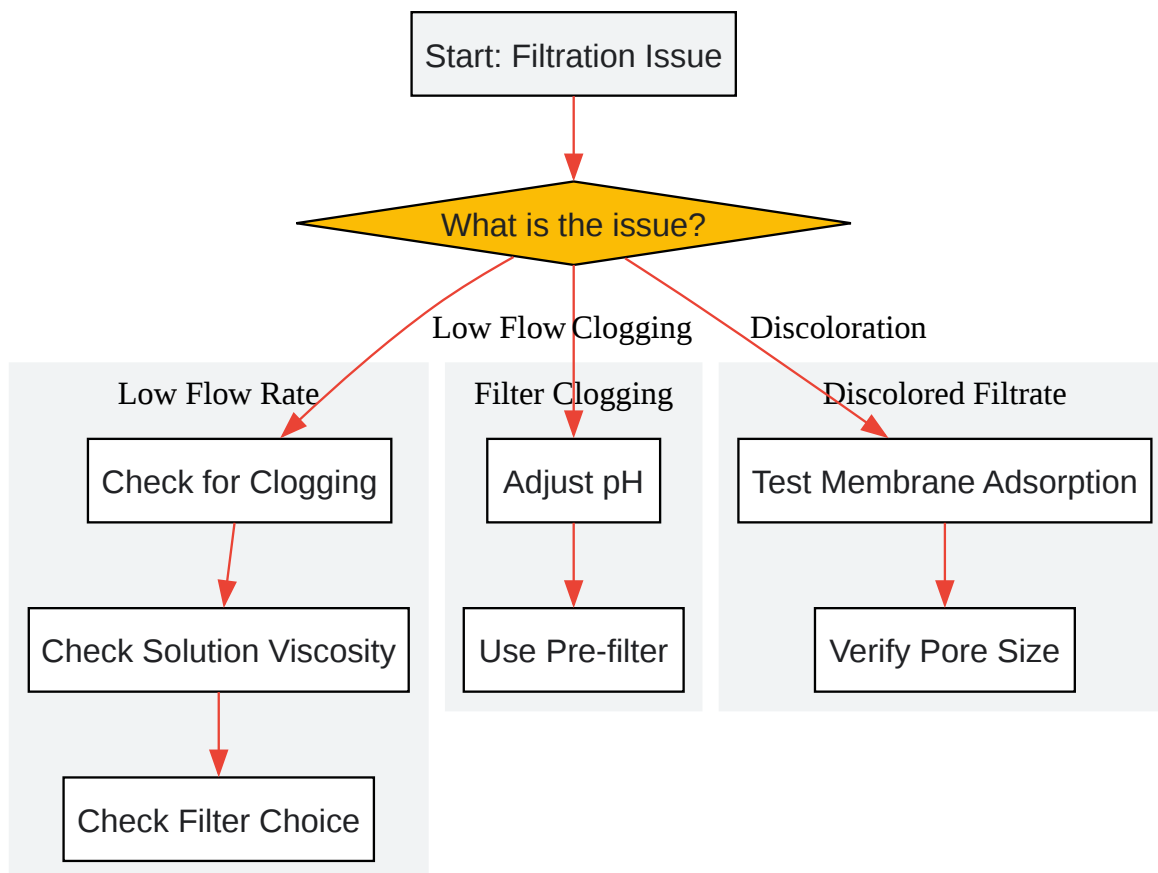 Start: Filtration Issue
What is the issue?
Low Flow
Clogging
Discoloration
Low Flow Rate
Filter Clogging
Discolored Filtrate
Check for Clogging
Adjust pH
Test Membrane Adsorption
Check Solution Viscosity
Use Pre-filter
Verify Pore Size
Check Filter Choice